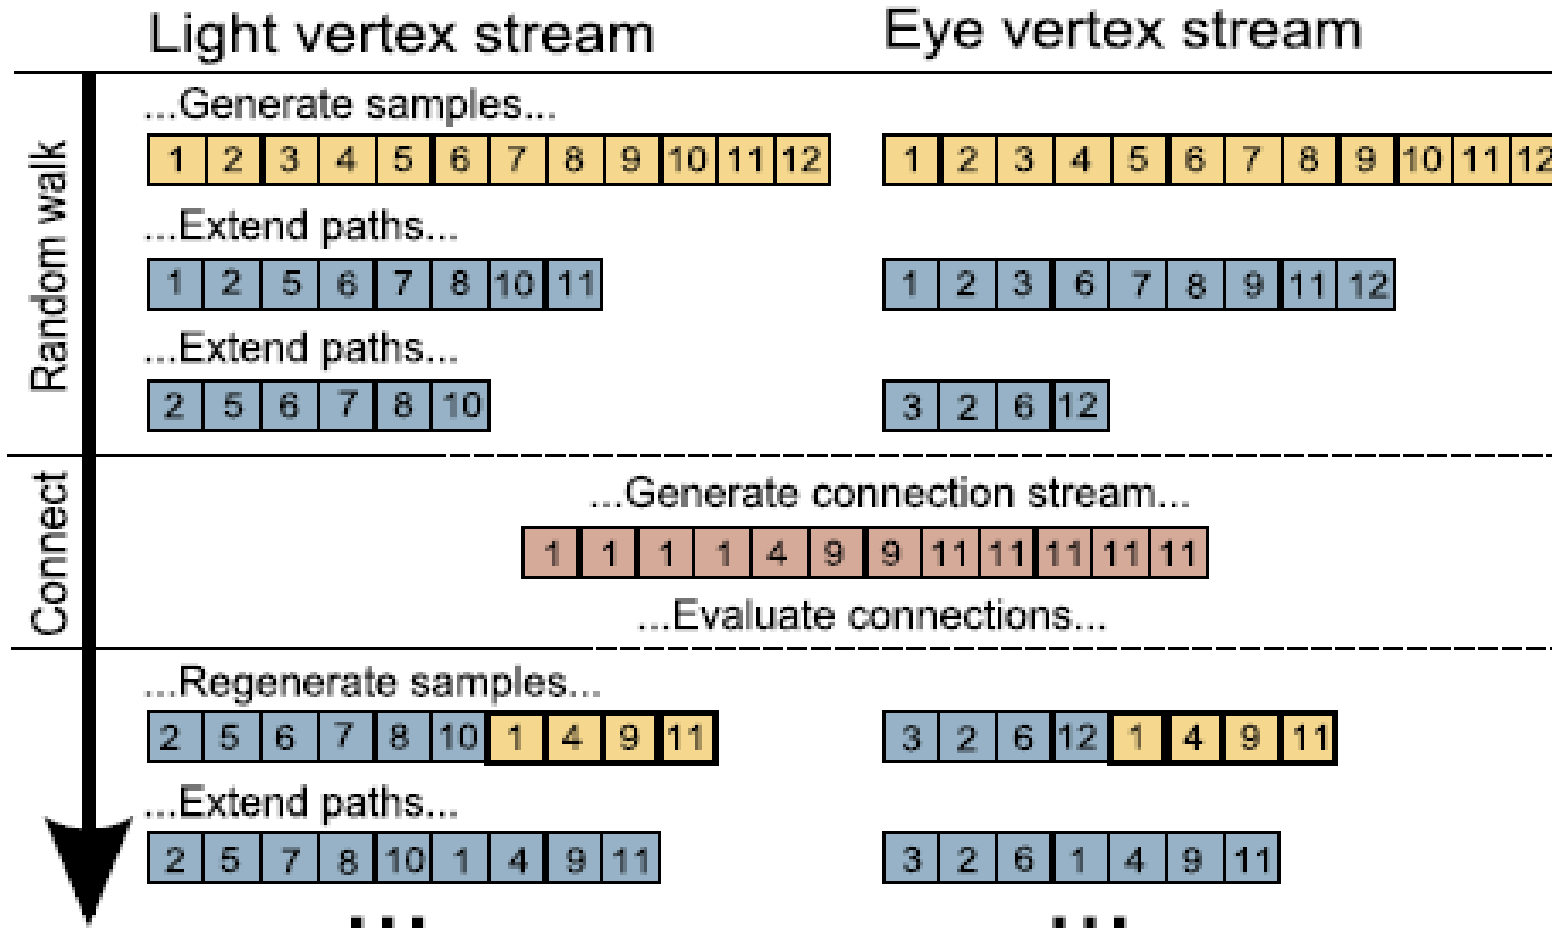 Light vertex stream Eye vertex stream
Random walk
...Generate samples...
1 2 3 4 5 6 7 8 9 10 11 12 1 2 3 4 5 6 7 8 9 10 11 12
...Extend paths...
1 2 5 6 7 8 10 11 1 2 3 6 7 8 9 11 12
...Extend paths...
2 5 6 7 8 10 3 2 6 12
Connect
...Generate connection stream...
1 1 1 1 4 9 9 11 11 11 11 11
...Evaluate connections...
...Regenerate samples...
2 5 6 7 8 10 1 4 9 11 3 2 6 12 1 4 9 11
...Extend paths...
2 5 7 8 10 1 4 9 11 3 2 6 1 4 9 11
... ...